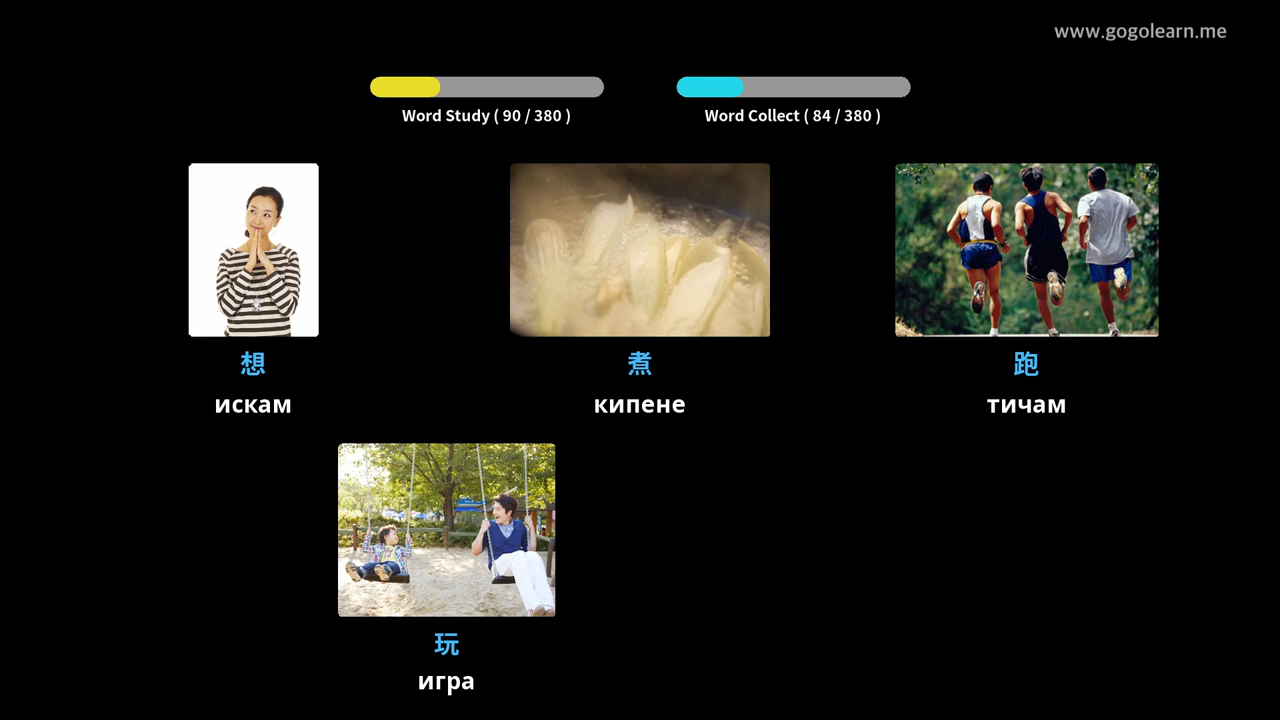 www.gogolearn.me
Word Study ( 90 / 380 )
Word Collect ( 84 / 380 )
想
искам
煮
кипене
跑
тичам
玩
игра